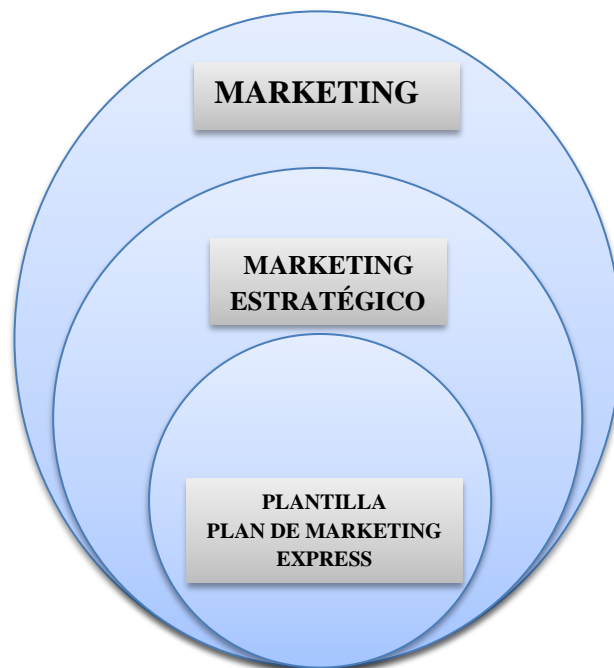 MARKETING
MARKETING
ESTRATÉGICO
PLANTILLA
PLAN DE MARKETING
EXPRESS